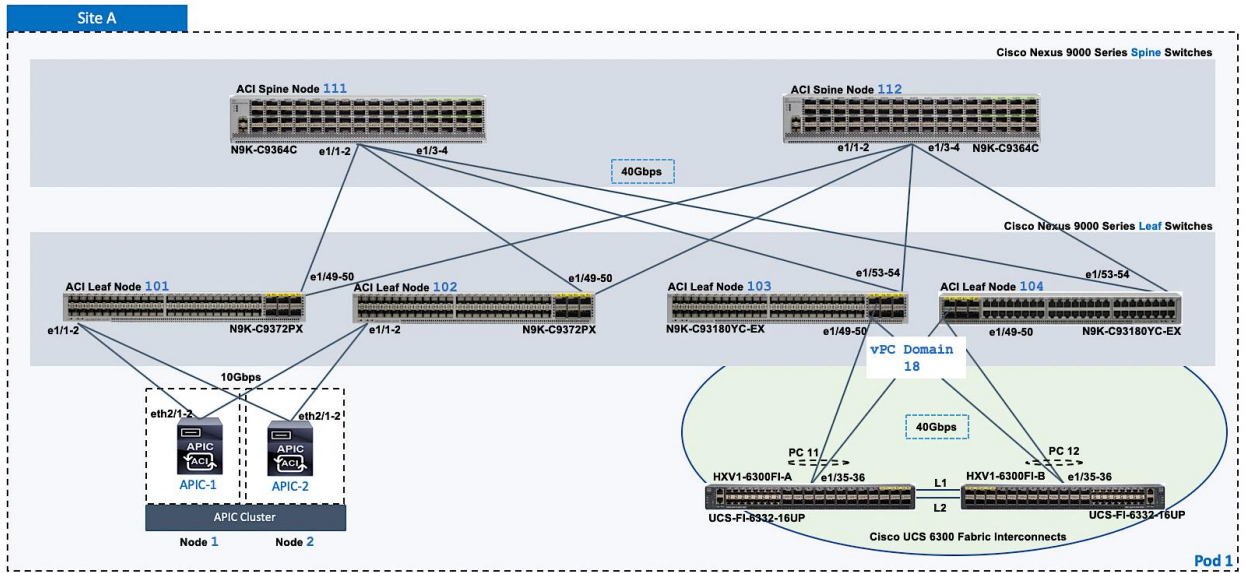 Site A
Cisco Nexus 9000 Series Spine Switches
ACI Spine Node 111
ACI Spine Node 112
N9K-C9364C
e1/1-2
e1/3-4
e1/1-2
e1/3-4
N9K-C9364C
40Gbps
Cisco Nexus 9000 Series Leaf Switches
e1/49-50
e1/49-50
e1/53-54
e1/53-54
ACI Leaf Node 101
ACI Leaf Node 102
ACI Leaf Node 103
ACI Leaf Node 104
e1/1-2
N9K-C9372PX
e1/1-2
N9K-C9372PX
N9K-C93180YC-EX
e1/49-50
e1/49-50
N9K-C93180YC-EX
vPC Domain
18
10Gbps
eth2/1-2
eth2/1-2
APIC
ACI
APIC
ACI
APIC-1
APIC-2
APIC Cluster
Node 1
Node 2
40Gbps
PC 11
PC 12
HXV1-6300FI-A
e1/35-36
HXV1-6300FI-B
e1/35-36
L1
L2
UCS-FI-6332-16UP
UCS-FI-6332-16UP
Cisco UCS 6300 Fabric Interconnects
Pod 1